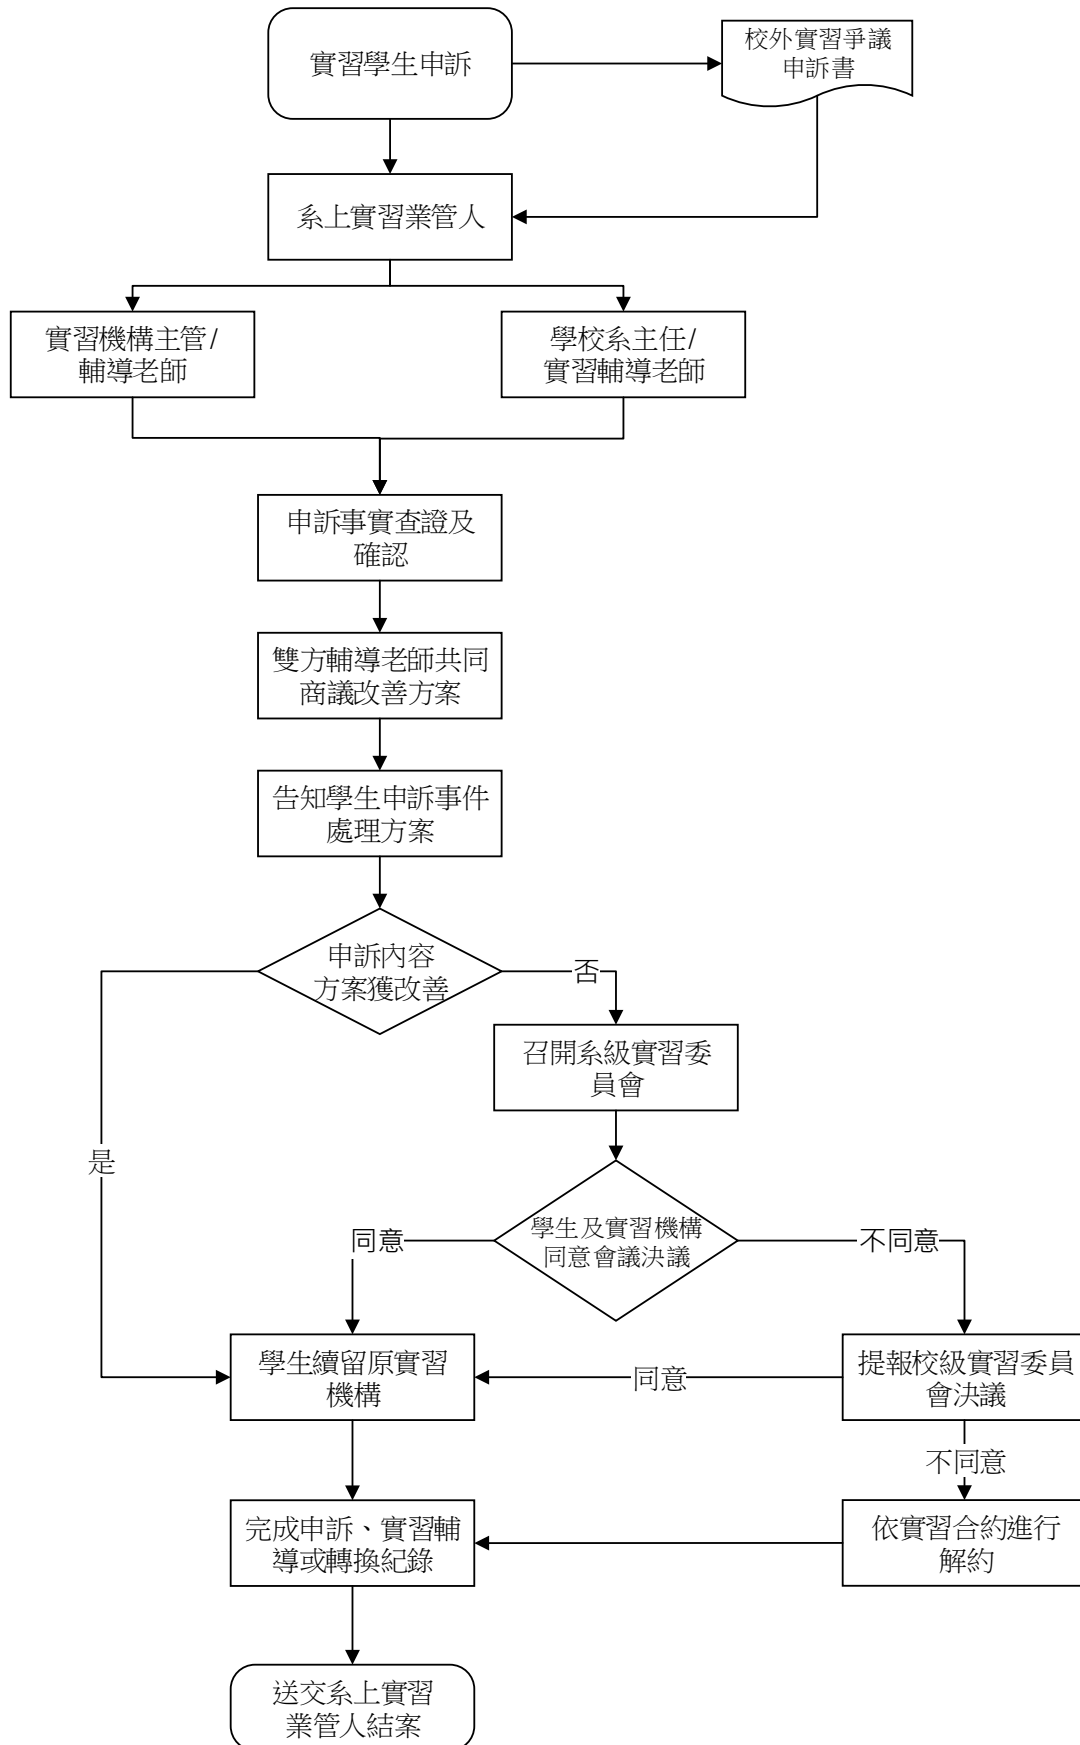 實習學生申訴
校外實習爭議
申訴書
系上實習業管人
實習機構主管/
輔導老師
學校系主任/
實習輔導老師
申訴事實查證及
確認
雙方輔導老師共同
商議改善方案
告知學生申訴事件
處理方案
申訴內容
方案獲改善
否
召開系級實習委
員會
是
學生及實習機構
同意會議決議
同意
不同意
學生續留原實習
機構
同意
提報校級實習委員
會決議
不同意
完成申訴、實習輔
導或轉換紀錄
依實習合約進行
解約
送交系上實習
業管人結案